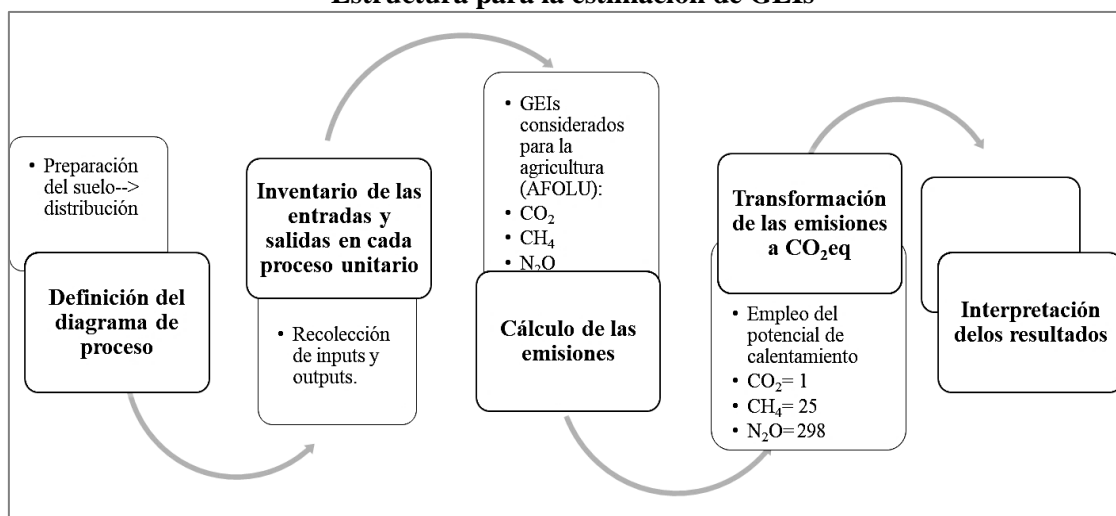 Estructura para la estimación de GEIs
• Preparación
del suelo-->
distribución
Definición del
diagrama de
proceso
Inventario de las
entradas y
salidas en cada
proceso unitario
• Recolección
de inputs y
outputs.
• GEIs
considerados
para la
agricultura
(AFOLU):
• CO₂
• CH₄
• N₂O
Cálculo de las
emisiones
Transformación
de las emisiones
a CO₂eq
• Empleo del
potencial de
calentamiento
• CO₂= 1
• CH₄= 25
• N₂O= 298
Interpretación
delos resultados